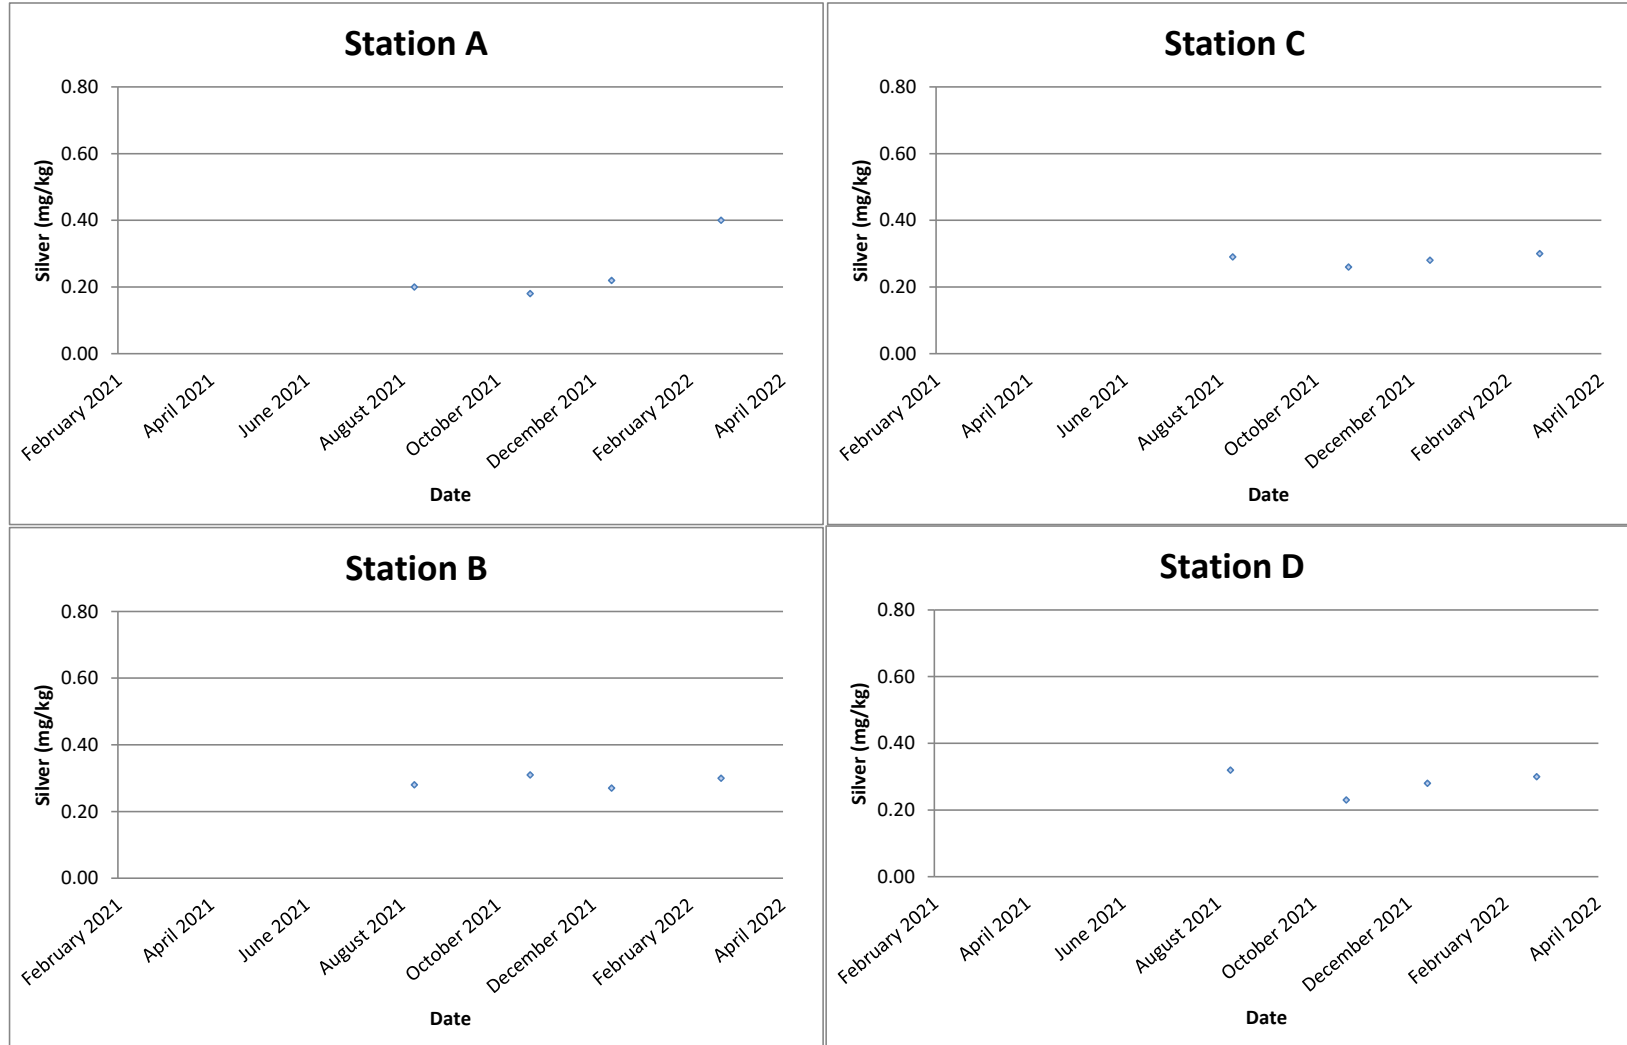 Station A
0.80
0.60
0.40
0.20
0.00
Silver (mg/kg)
February 2021
April 2021
June 2021
August 2021
October 2021
December 2021
February 2022
April 2022
Date
Station C
0.80
0.60
0.40
0.20
0.00
Silver (mg/kg)
February 2021
April 2021
June 2021
August 2021
October 2021
December 2021
February 2022
April 2022
Date
Station B
0.80
0.60
0.40
0.20
0.00
Silver (mg/kg)
February 2021
April 2021
June 2021
August 2021
October 2021
December 2021
February 2022
April 2022
Date
Station D
0.80
0.60
0.40
0.20
0.00
Silver (mg/kg)
February 2021
April 2021
June 2021
August 2021
October 2021
December 2021
February 2022
April 2022
Date